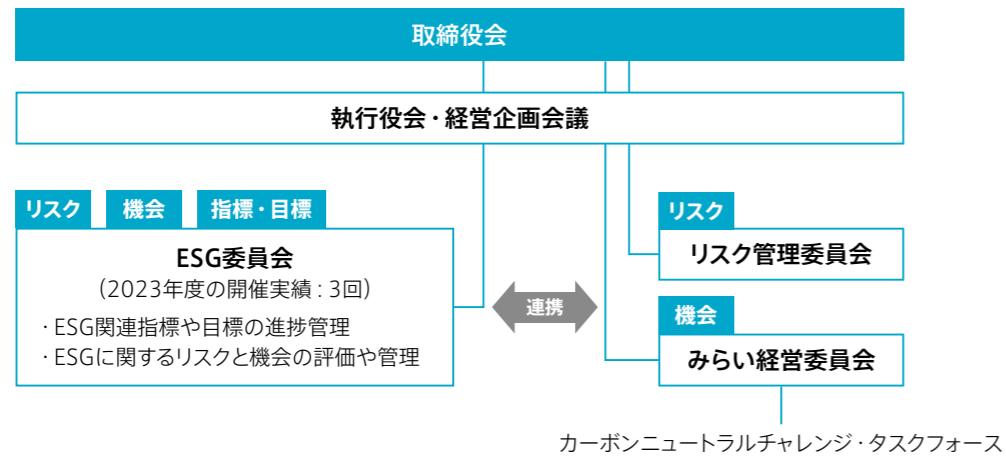 取締役会
執行役会・経営企画会議
リスク
機会
指標・目標
ESG委員会
（2023年度の開催実績：3回）
・ESG関連指標や目標の進捗管理
・ESGに関するリスクと機会の評価や管理
連携
リスク
リスク管理委員会
機会
みらい経営委員会
カーボンニュートラルチャレンジ・タスクフォース